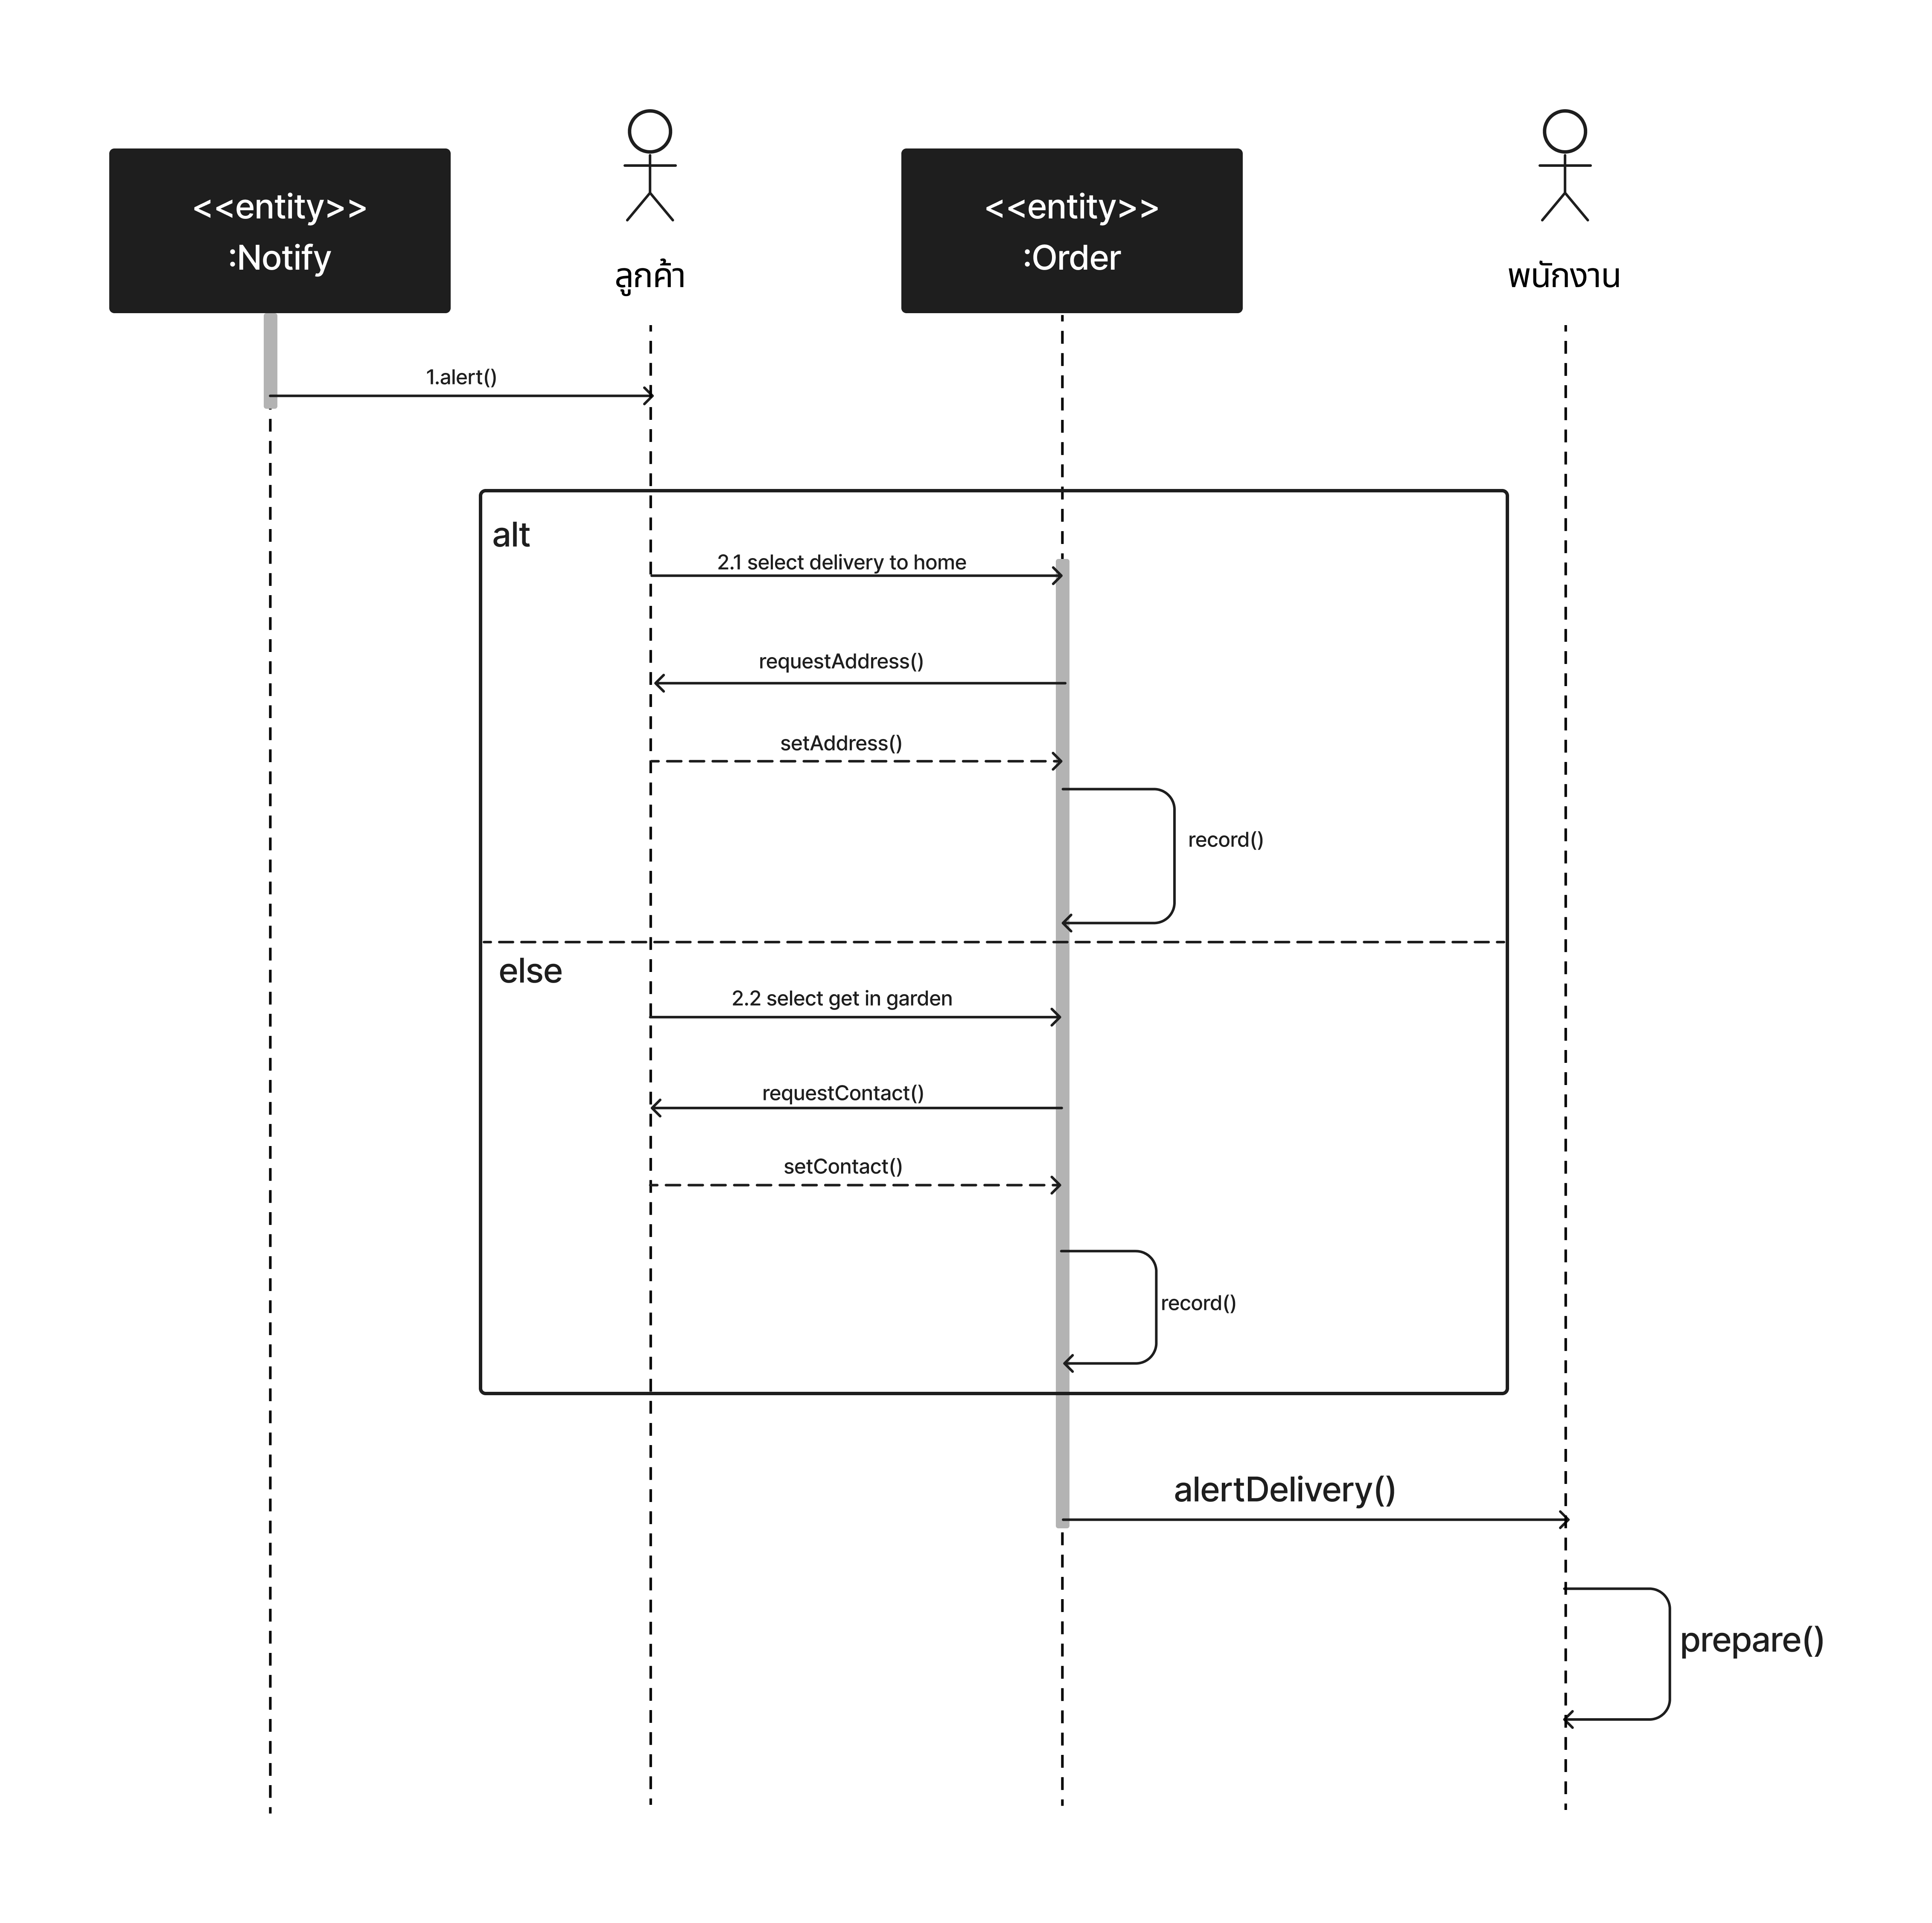 <<entity>>
:Notify
ลูกค้า
<<entity>>
:Order
พนักงาน
1.alert()
alt
2.1 select delivery to home
requestAddress()
setAddress()
record()
else
2.2 select get in garden
requestContact()
setContact()
record()
alertDelivery()
prepare()